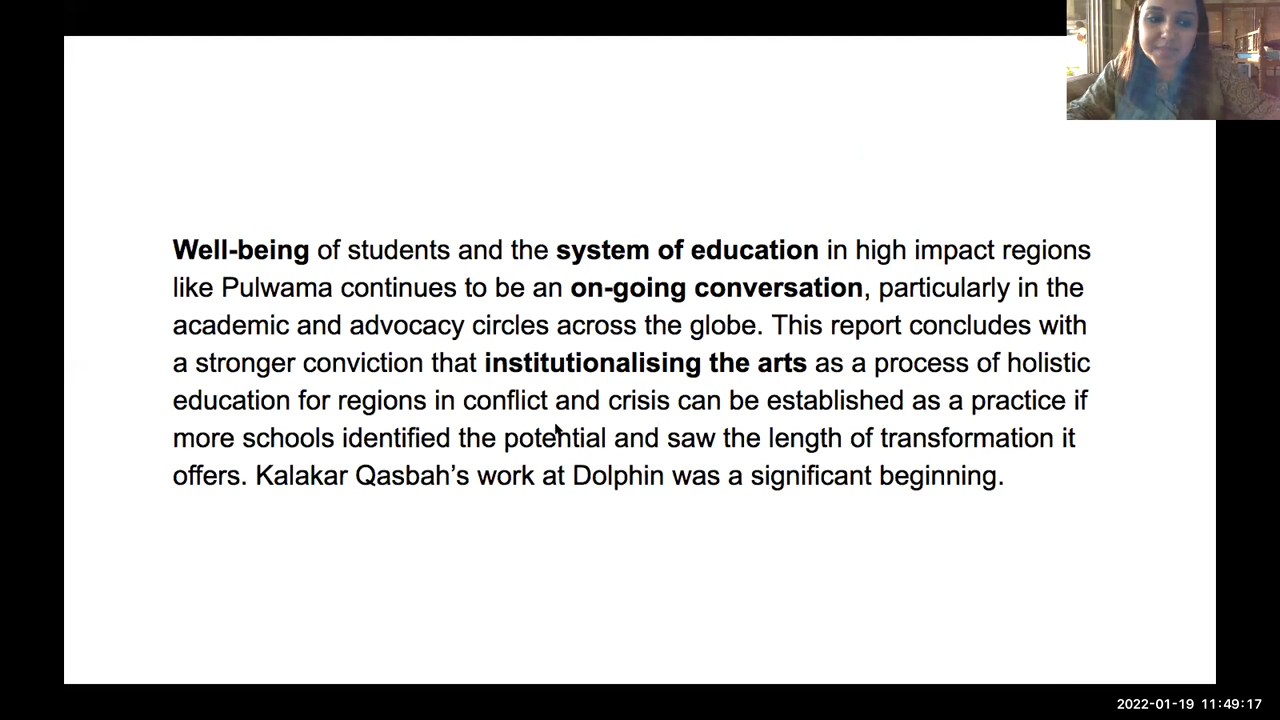 Well-being of students and the system of education in high impact regions
like Pulwama continues to be an on-going conversation, particularly in the
academic and advocacy circles across the globe. This report concludes with
a stronger conviction that institutionalising the arts as a process of holistic
education for regions in conflict and crisis can be established as a practice if
more schools identified the potential and saw the length of transformation it
offers. Kalakar Qasbah’s work at Dolphin was a significant beginning.
2022-01-19 11:49:17